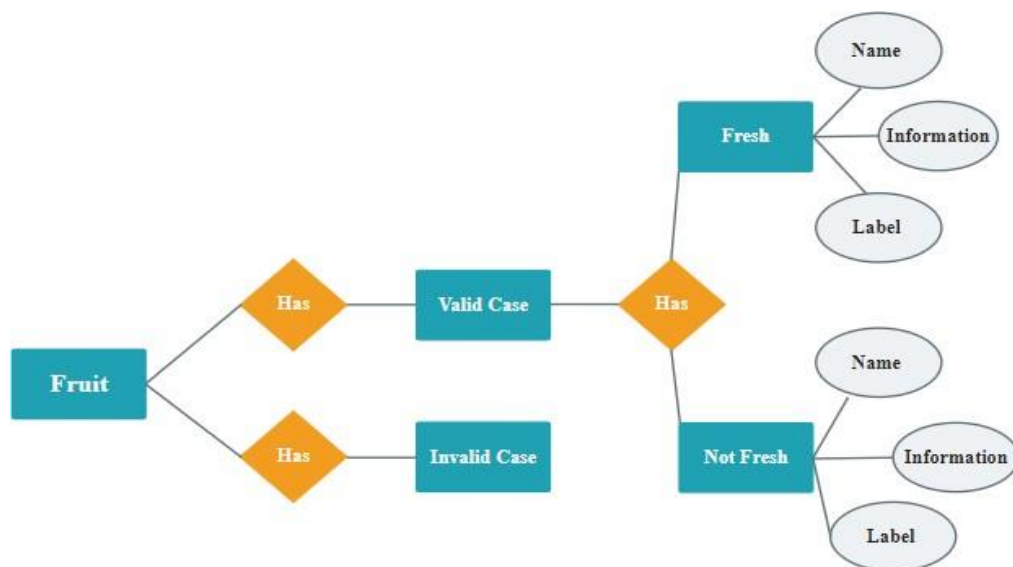 Name
Fresh
Information
Label
Has
Valid Case
Has
Fruit
Name
Has
Invalid Case
Not Fresh
Information
Label